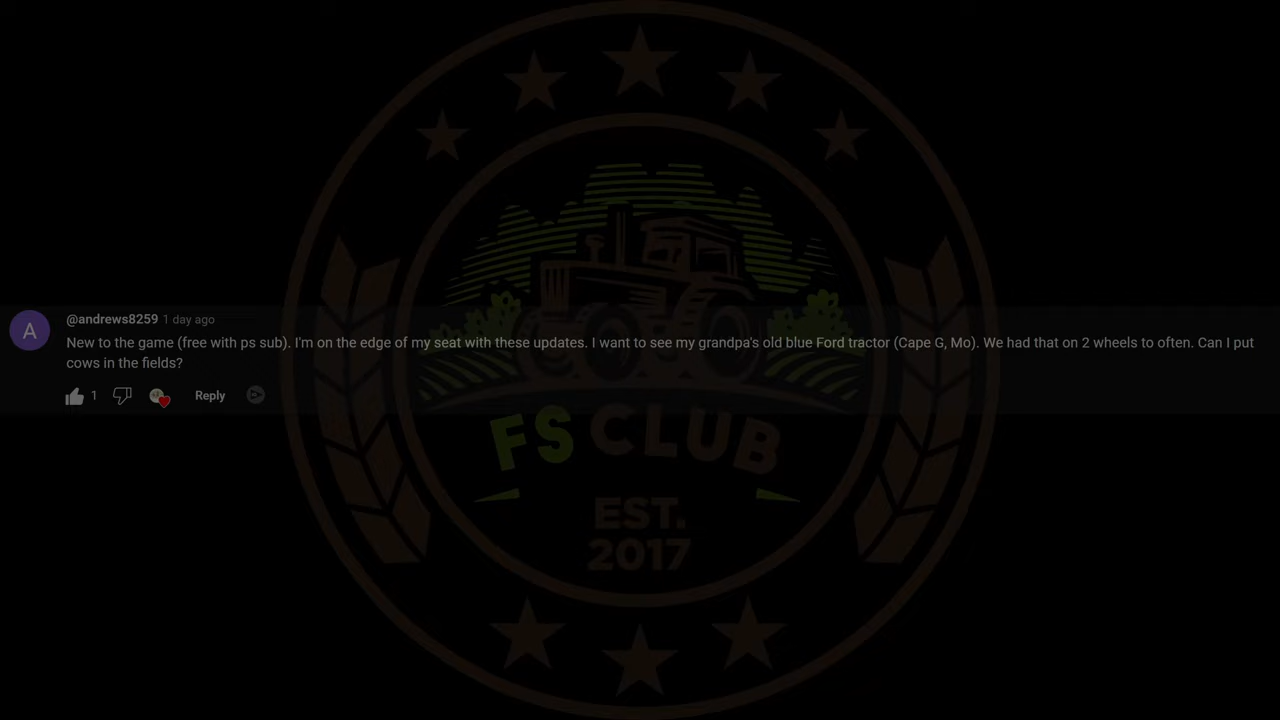 @andrews8259 1 day ago
New to the game (free with ps sub). I'm on the edge of my seat with these updates. I want to see my grandpa's old blue Ford tractor (Cape G, Mo). We had that on 2 wheels to often. Can I put
cows in the fields?
A
1
Reply
FS CLUB
EST.
2017